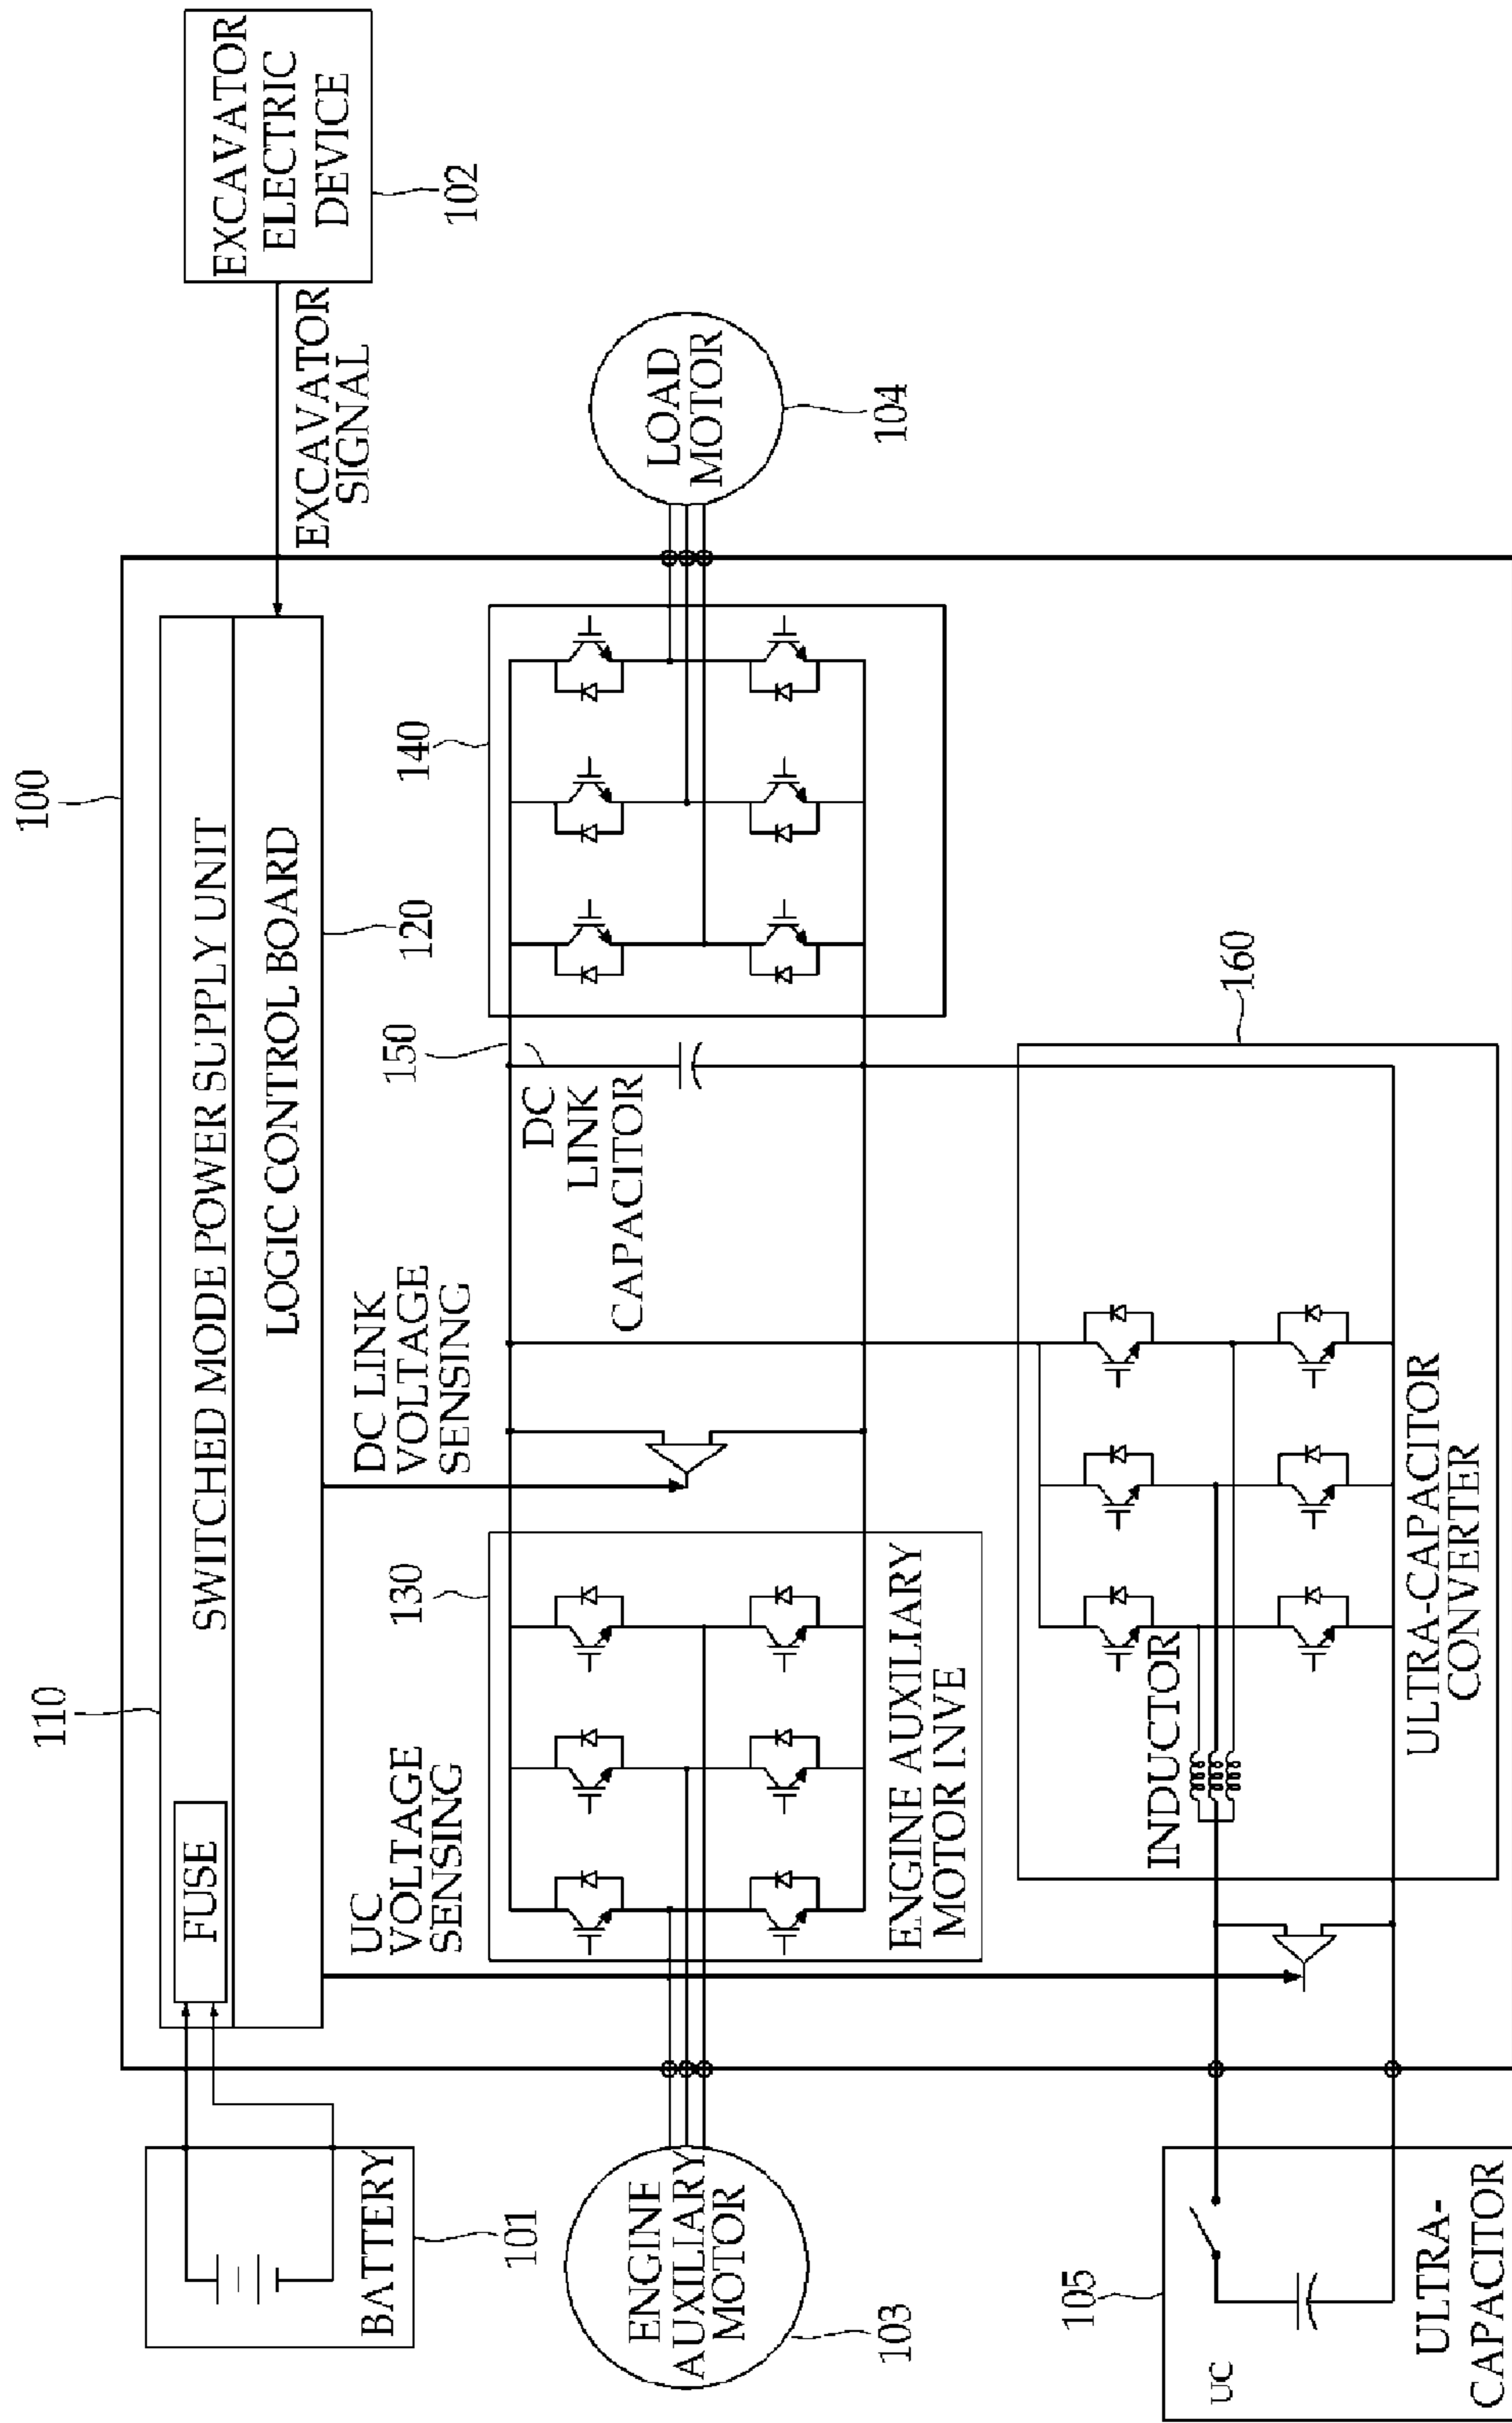 100
110
FUSE
SWITCHED MODE POWER SUPPLY UNIT
LOGIC CONTROL BOARD
120
BATTERY
101
EXCAVATOR
ELECTRIC
DEVICE
102
EXCAVATOR
SIGNAL
UC
VOLTAGE
SENSING
130
DC LINK
VOLTAGE
SENSING
150
DC
LINK
CAPACITOR
140
ENGINE
AUXILIARY
MOTOR
103
ENGINE AUXILIARY
MOTOR INVE
LOAD
MOTOR
104
160
INDUCTOR
ULTRA-CAPACITOR
CONVERTER
105
UC
ULTRA-
CAPACITOR